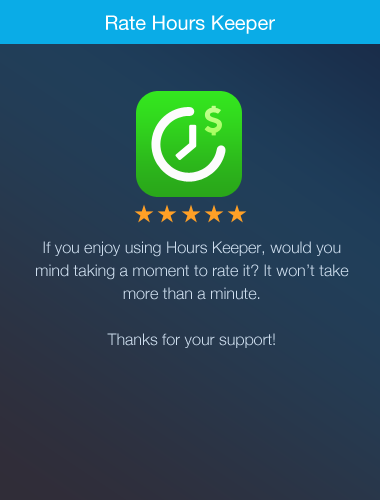 Rate Hours Keeper
$
If you enjoy using Hours Keeper, would you
mind taking a moment to rate it? It won't take
more than a minute.
Thanks for your support!